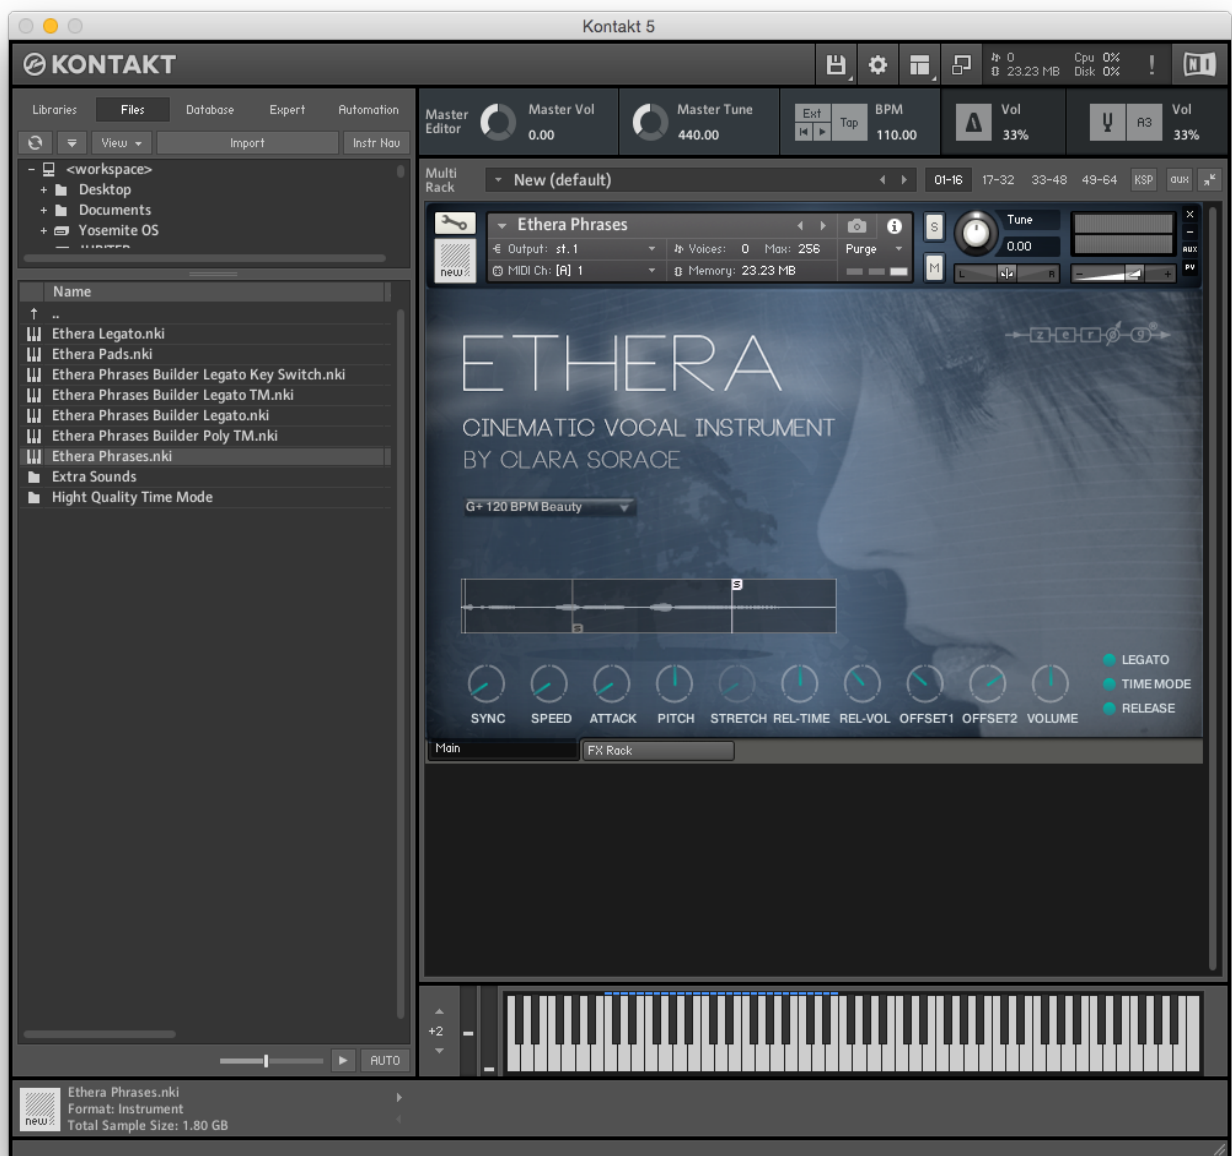 Kontakt 5
KONTAKT
0
23.23 MB
Cpu 0%
Disk 0%
!
NI
Libraries Files Database Expert Automation
View Import Instr Nav
- <workspace>
+ Desktop
+ Documents
+ Yosemite OS
Name
↑ ..
Ethera Legato.nki
Ethera Pads.nki
Ethera Phrases Builder Legato Key Switch.nki
Ethera Phrases Builder Legato TM.nki
Ethera Phrases Builder Legato.nki
Ethera Phrases Builder Poly TM.nki
Ethera Phrases.nki
Extra Sounds
Hight Quality Time Mode
AUTO
Master
Editor
Master Vol
0.00
Master Tune
440.00
Ext
Tap
BPM
110.00
Vol
33%
A3
Vol
33%
Multi
Rack
New (default)
01-16 17-32 33-48 49-64 KSP aux
Ethera Phrases
Output: st.1 Voices: 0 Max: 256 Purge
MIDI Ch: [A] 1 Memory: 23.23 MB
new
S
M
Tune
0.00
L R
- +
x
-
AUX
PV
ETHERA
z e r ø g
CINEMATIC VOCAL INSTRUMENT
BY CLARA SORACE
G+ 120 BPM Beauty
S
S
SYNC SPEED ATTACK PITCH STRETCH REL-TIME REL-VOL OFFSET1 OFFSET2 VOLUME
LEGATO
TIME MODE
RELEASE
Main FX Rack
+2
new
Ethera Phrases.nki
Format: Instrument
Total Sample Size: 1.80 GB